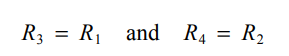 R₃ = R₁ and R₄ = R₂